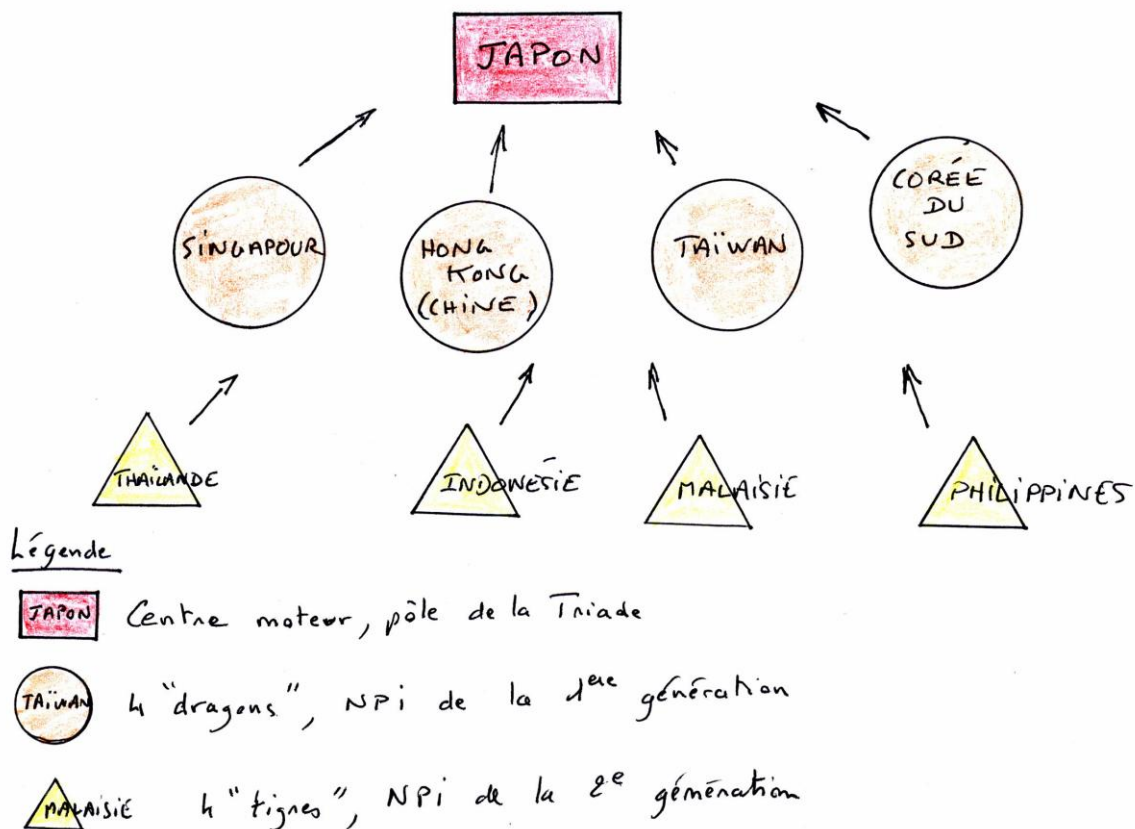 JAPON
SINGAPOUR
HONG
KONG
(CHINE)
TAÏWAN
CORÉE
DU
SUD
THAÏLANDE
INDONÉSIE
MALAISIE
PHILIPPINES
Légende
JAPON Centre moteur, pôle de la Triade
TAÏWAN 4 "dragons", NPi de la 1ere génération
MALAISIE 4 "tigres", NPi de la 2e génération